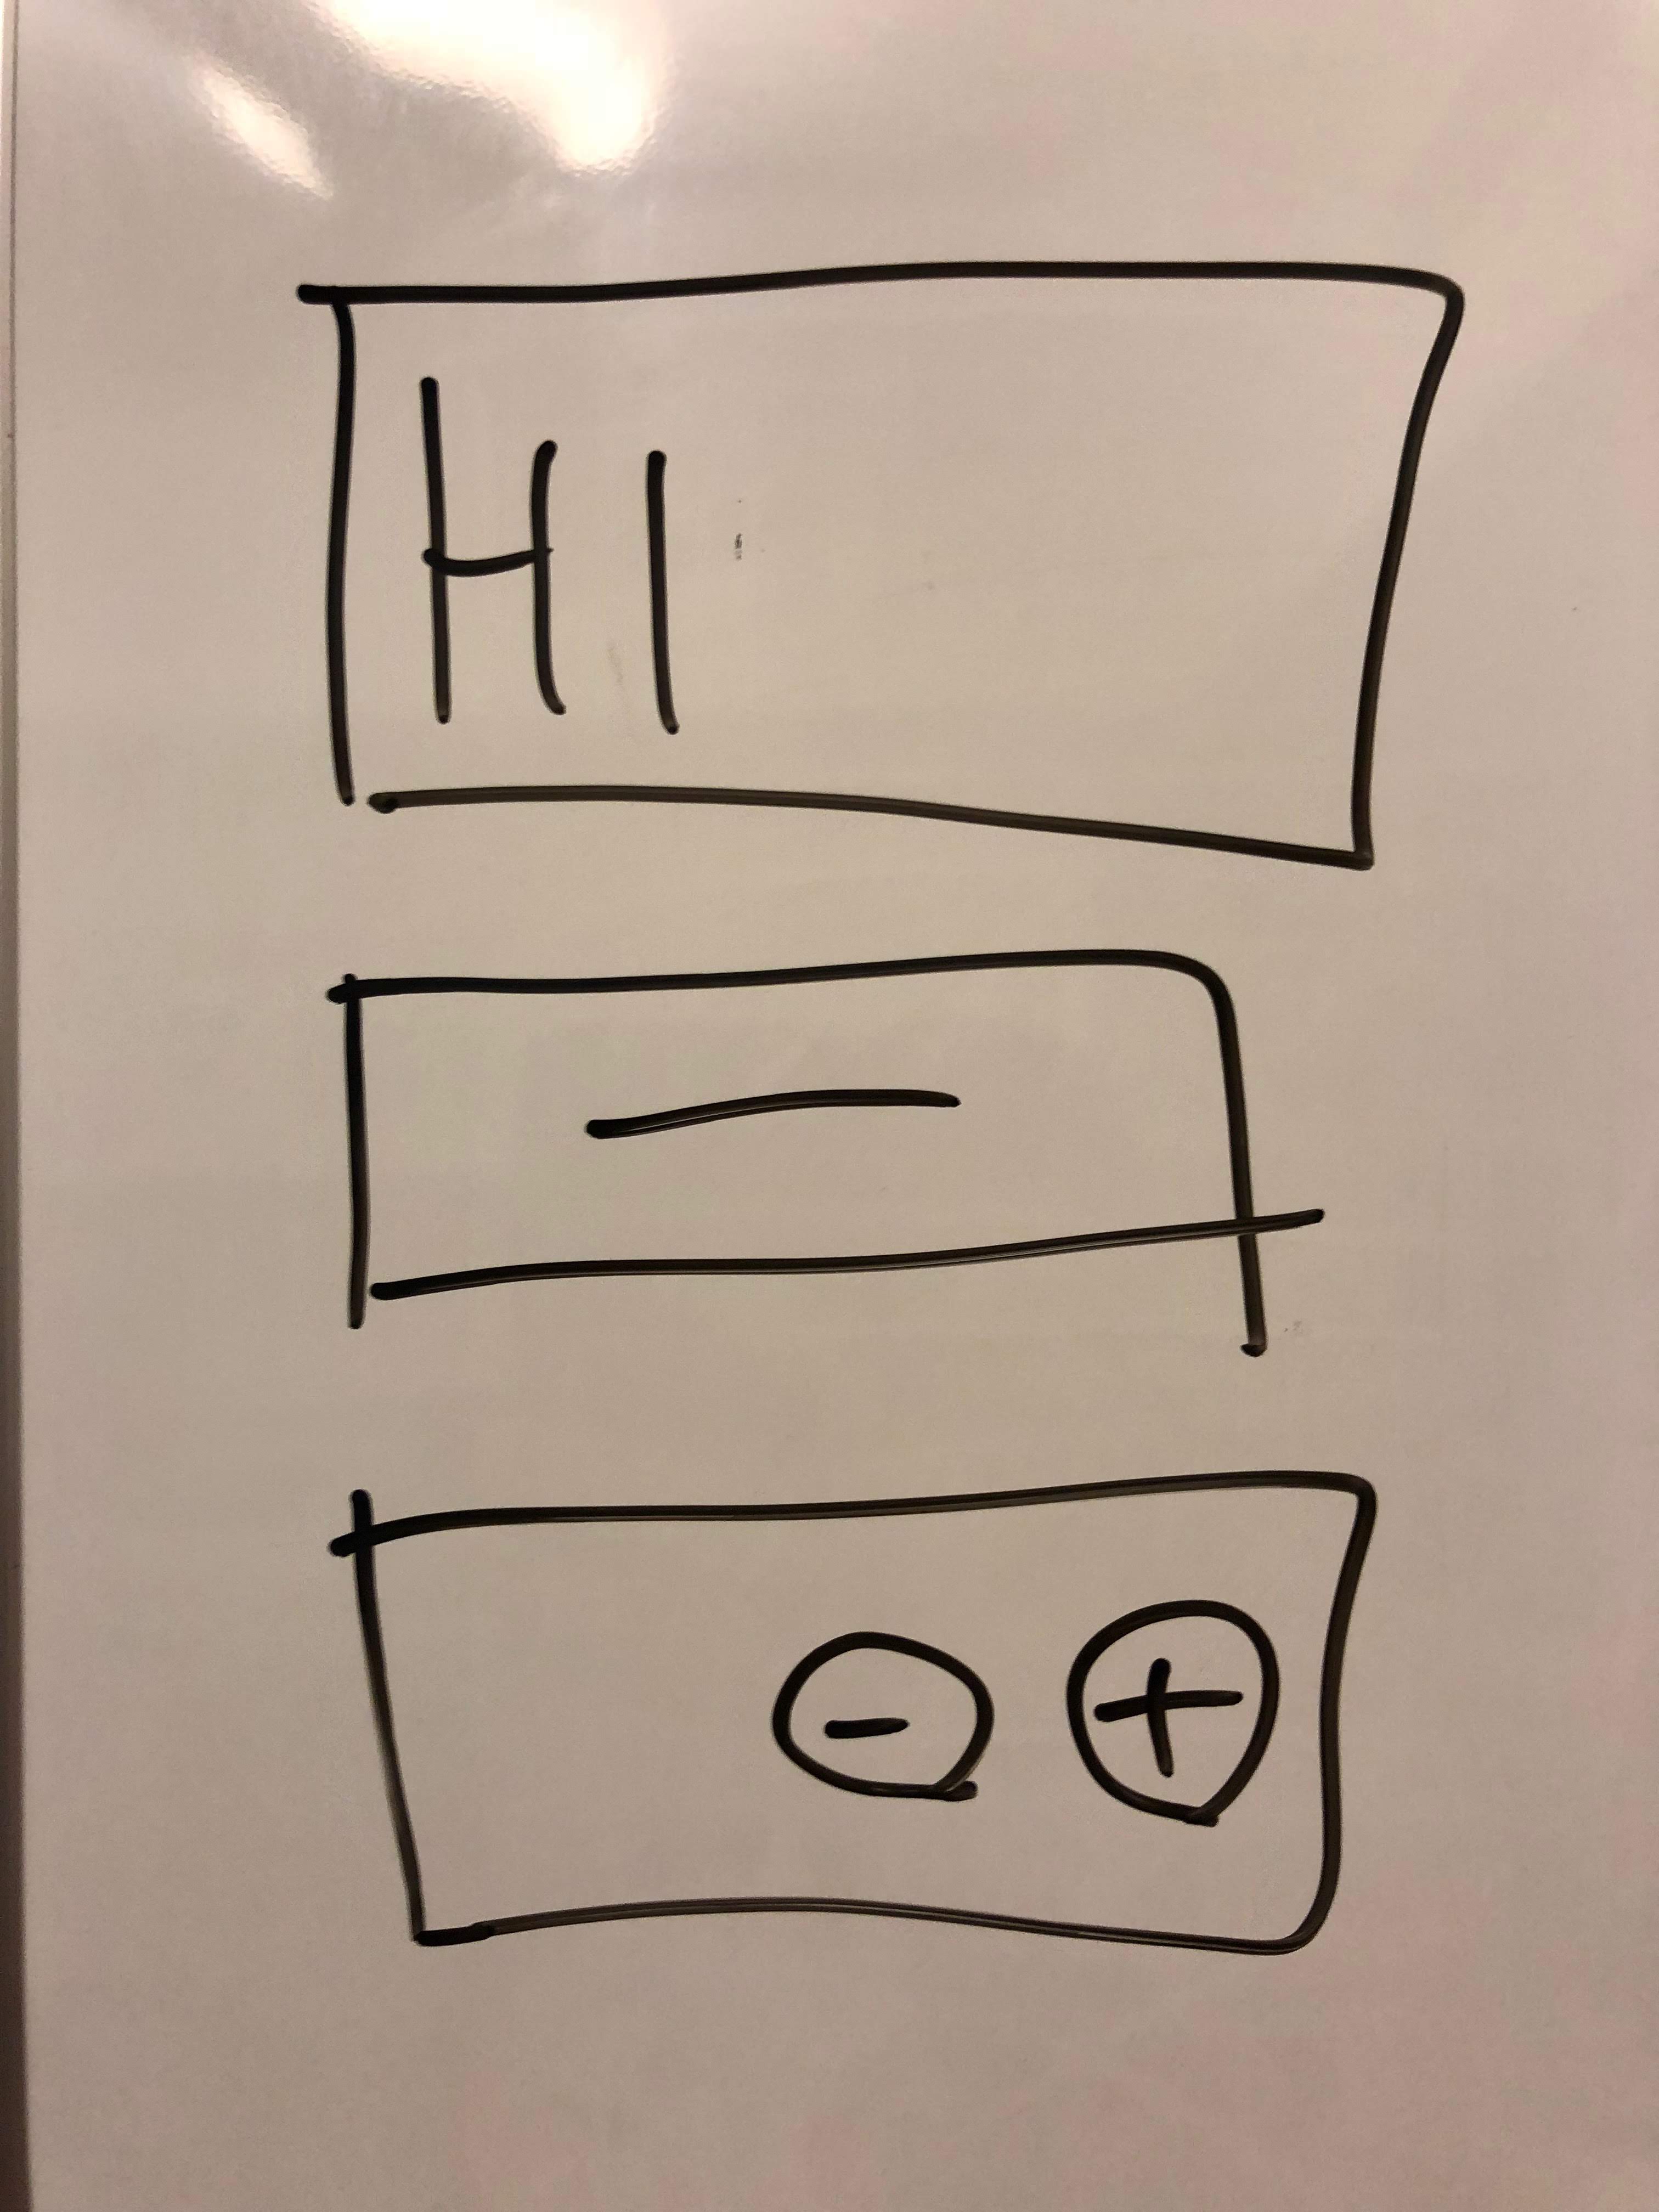 HI
—
- +